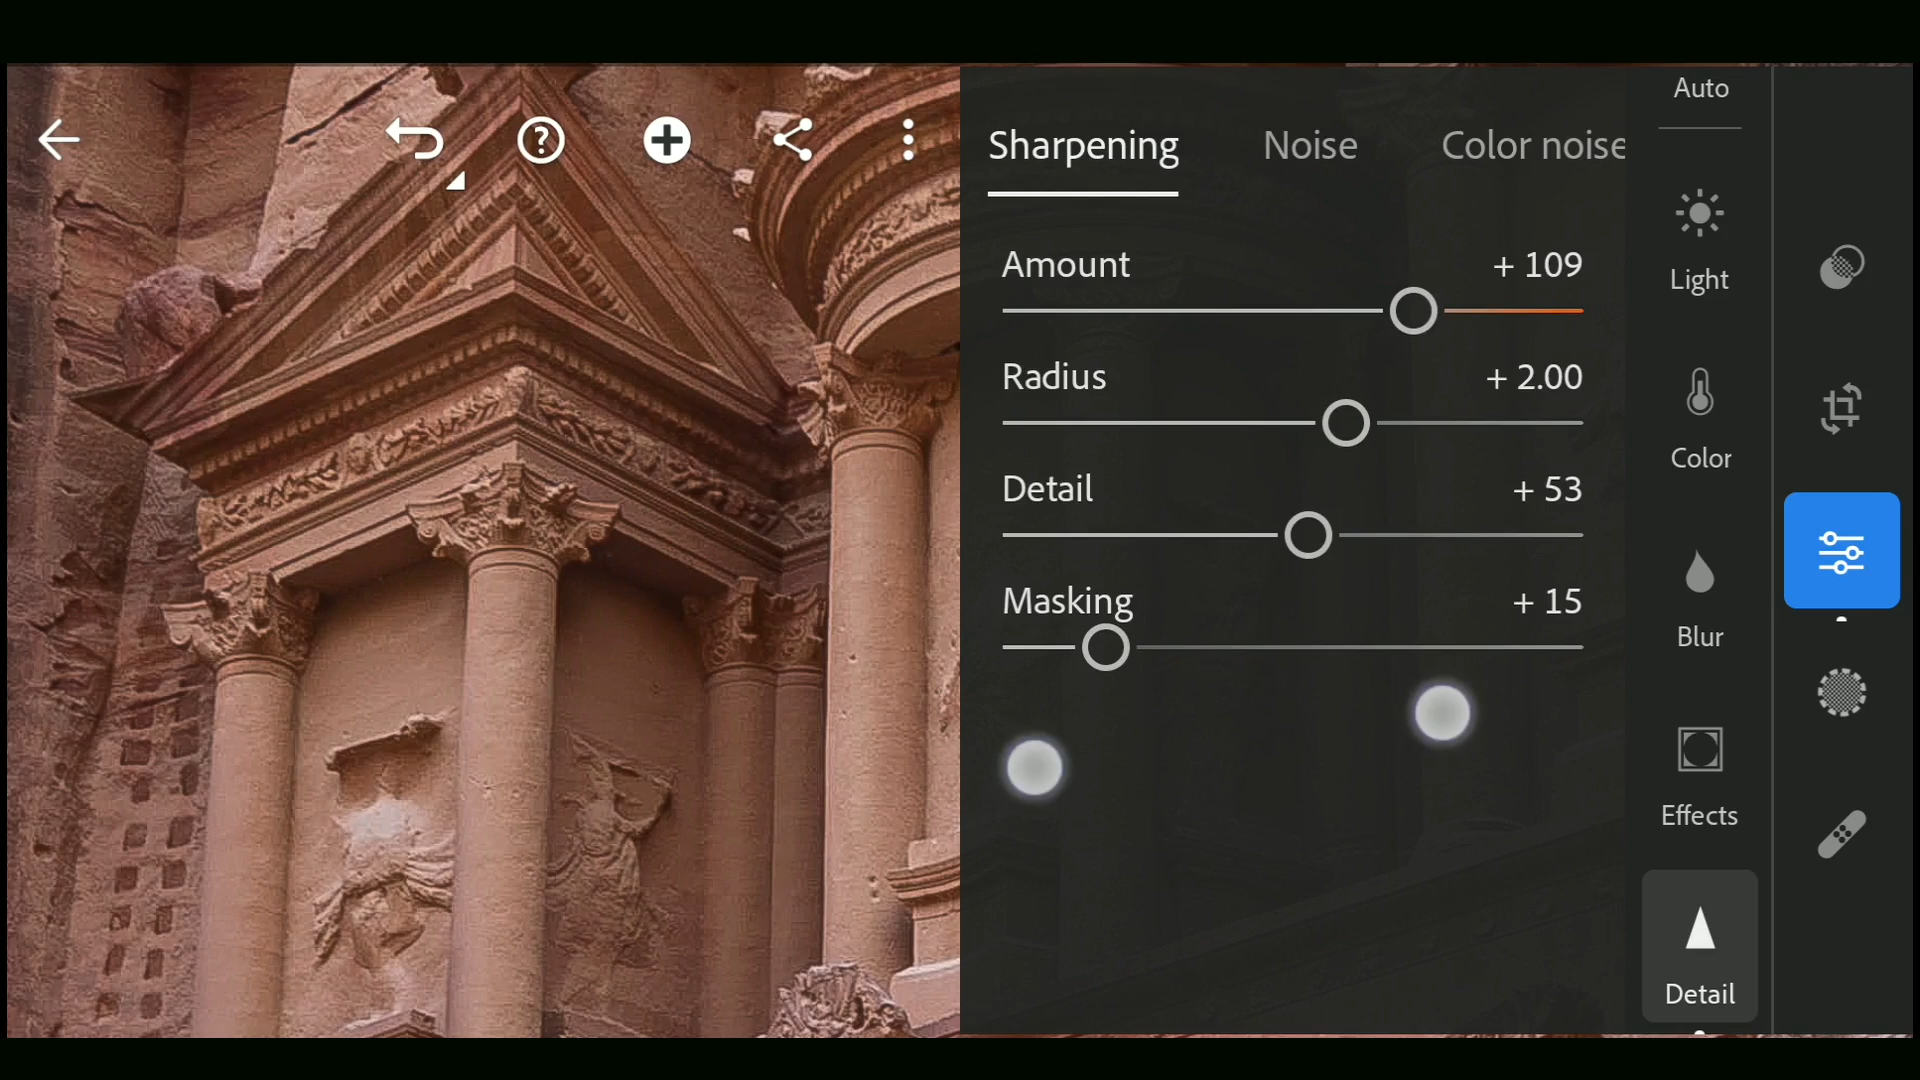 Auto
Sharpening Noise Color noise
Amount + 109
Light
Radius + 2.00
Color
Detail + 53
Masking + 15
Blur
Effects
Detail